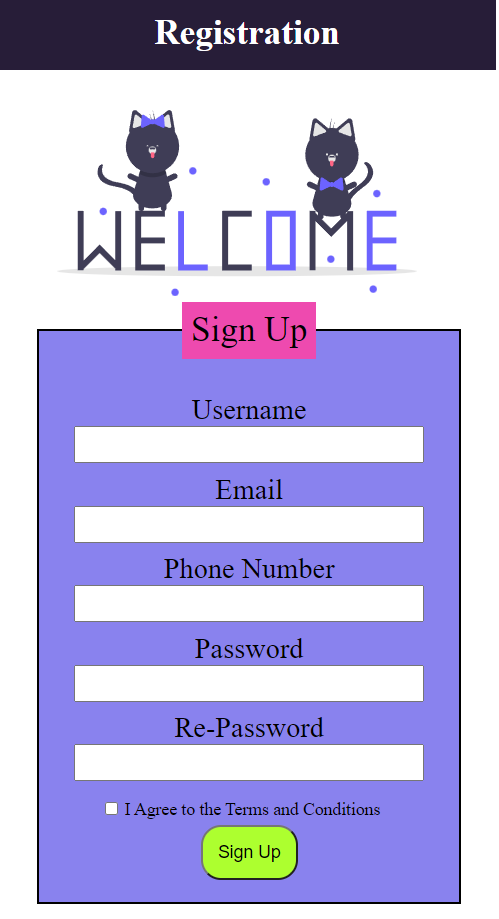 Registration
WELCOME
Sign Up
Username
Email
Phone Number
Password
Re-Password
I Agree to the Terms and Conditions
Sign Up